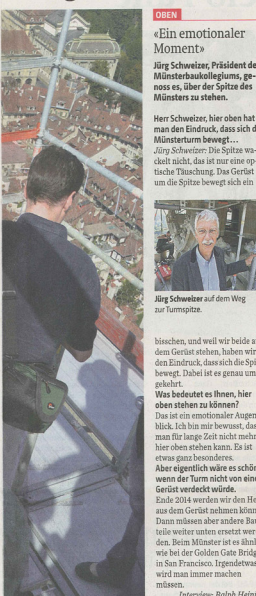 OBEN
«Ein emotionaler
Moment»
Jürg Schweizer, Präsident de
Münsterbaukollegiums, ge-
noss es, über der Spitze des
Münsters zu stehen.
Herr Schweizer, hier oben hat
man den Eindruck, dass sich d
Münsterturm bewegt…
Jürg Schweizer: Die Spitze wa-
ckelt nicht, das ist nur eine op-
tische Täuschung. Das Gerüst
um die Spitze bewegt sich ein
Jürg Schweizer auf dem Weg
zur Turmspitze.
bisschen, und weil wir beide a
dem Gerüst stehen, haben wir
den Eindruck, dass sich die Spi
bewegt. Dabei ist es genau um
gekehrt.
Was bedeutet es Ihnen, hier
oben stehen zu können?
Das ist ein emotionaler Augen
blick. Ich bin mir bewusst, das
man für lange Zeit nicht mehr
hier oben stehen kann. Es ist
etwas ganz besonderes.
Aber eigentlich wäre es schön
wenn der Turm nicht von eine
Gerüst verdeckt würde.
Ende 2014 werden wir den He
aus dem Gerüst nehmen könn
Dann müssen aber andere Bau
teile weiter unten ersetzt wer
den. Beim Münster ist es ähnl
wie bei der Golden Gate Bridg
in San Francisco. Irgendetwas
wird man immer machen
müssen.
Interview: Ralph Heini